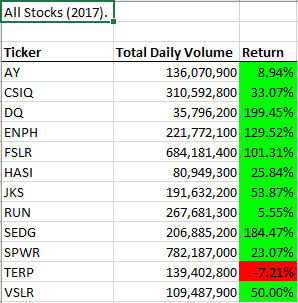 All Stocks (2017).
Ticker Total Daily Volume Return
AY 136,070,900 8.94%
CSIQ 310,592,800 33.07%
DQ 35,796,200 199.45%
ENPH 221,772,100 129.52%
FSLR 684,181,400 101.31%
HASI 80,949,300 25.84%
JKS 191,632,200 53.87%
RUN 267,681,300 5.55%
SEDG 206,885,200 184.47%
SPWR 782,187,000 23.07%
TERP 139,402,800 -7.21%
VSLR 109,487,900 50.00%